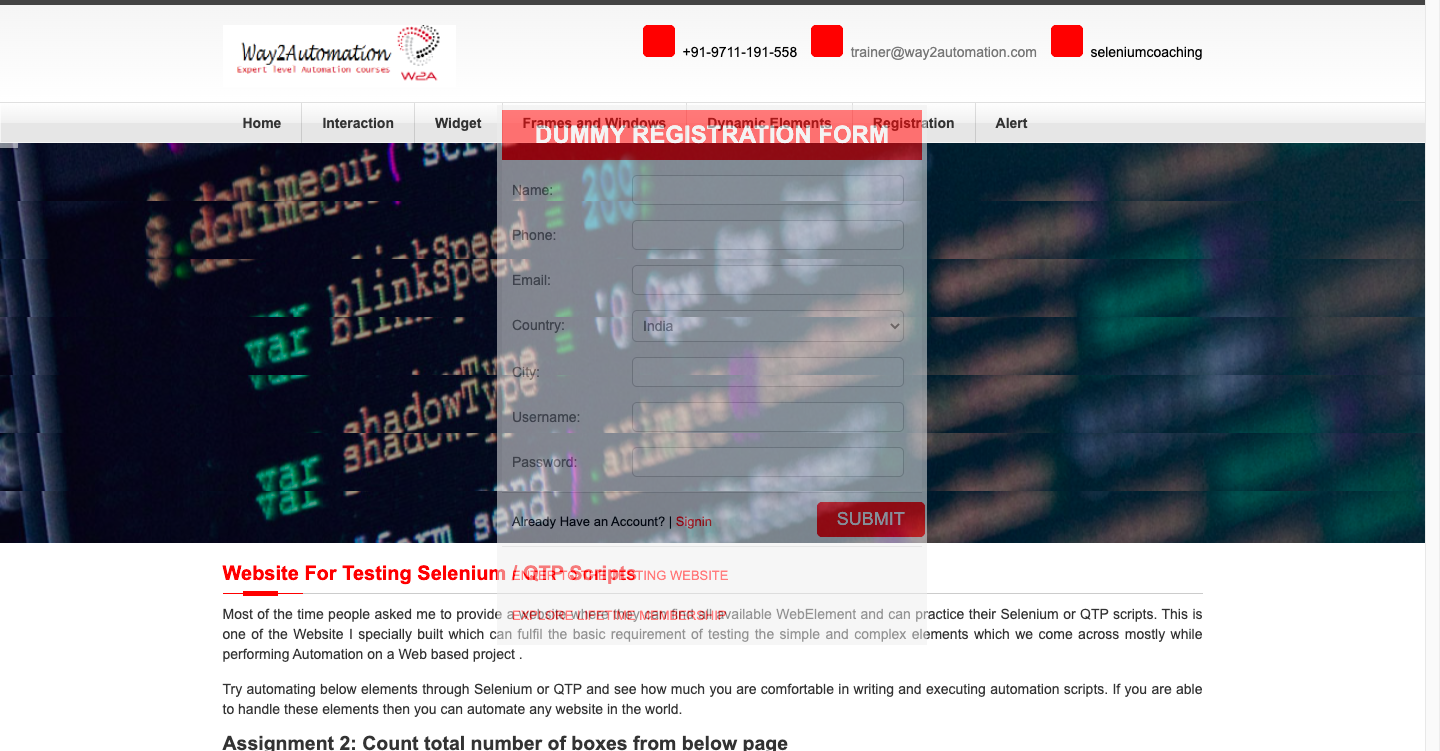 Way2Automation
Expert level Automation courses
W2A
+91-9711-191-558
trainer@way2automation.com
seleniumcoaching
Home
Interaction
Widget
Frames and Windows
Dynamic Elements
Registration
Alert
DUMMY REGISTRATION FORM
Name:
Phone:
Email:
Country:
India
City:
Username:
Password:
Already Have an Account? | Signin
SUBMIT
ENTER TO THE TESTING WEBSITE
EXPLORE LIFETIME MEMBERSHIP
$.doTimeout('scro
200;
var blinkSpeed =
var shadowType =
).animate(
Website For Testing Selenium / QTP Scripts
Most of the time people asked me to provide a website where they can find all available WebElement and can practice their Selenium or QTP scripts. This is
one of the Website I specially built which can fulfil the basic requirement of testing the simple and complex elements which we come across mostly while
performing Automation on a Web based project .
Try automating below elements through Selenium or QTP and see how much you are comfortable in writing and executing automation scripts. If you are able
to handle these elements then you can automate any website in the world.
Assignment 2: Count total number of boxes from below page